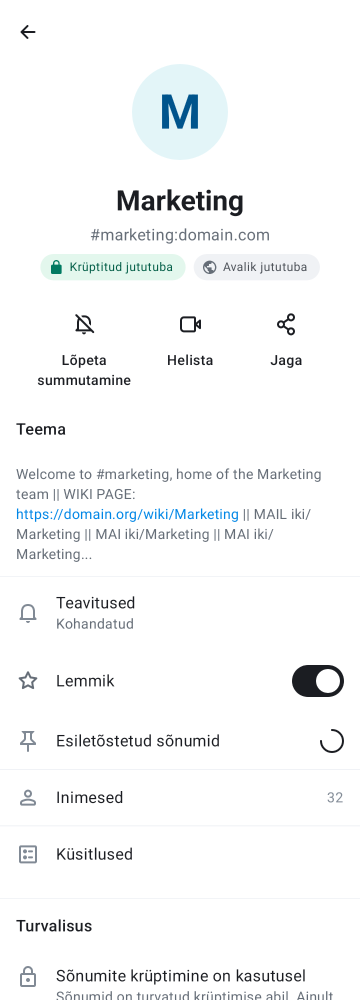 M
Marketing
#marketing:domain.com
Krüptitud jututuba
Avalik jututuba
Lõpeta
summutamine
Helista
Jaga
Teema
Welcome to #marketing, home of the Marketing
team || WIKI PAGE:
https://domain.org/wiki/Marketing || MAIL iki/
Marketing || MAI iki/Marketing || MAI iki/
Marketing...
Teavitused
Kohandatud
Lemmik
Esiletõstetud sõnumid
Inimesed
32
Küsitlused
Turvalisus
Sõnumite krüptimine on kasutusel
Sõnumid on turvatud krüptimise abil. Ainult